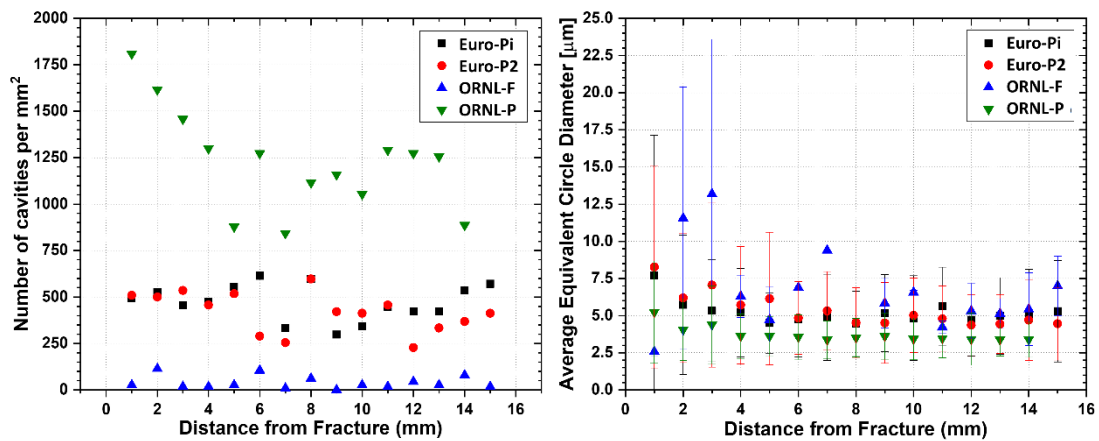 Number of cavities per mm²
2000
1750
1500
1250
1000
750
500
250
0
Euro-Pi
Euro-P2
ORNL-F
ORNL-P
0 2 4 6 8 10 12 14 16
Distance from Fracture (mm)
Average Equivalent Circle Diameter [μm]
25.0
22.5
20.0
17.5
15.0
12.5
10.0
7.5
5.0
2.5
0.0
Euro-Pi
Euro-P2
ORNL-F
ORNL-P
0 2 4 6 8 10 12 14 16
Distance from Fracture (mm)